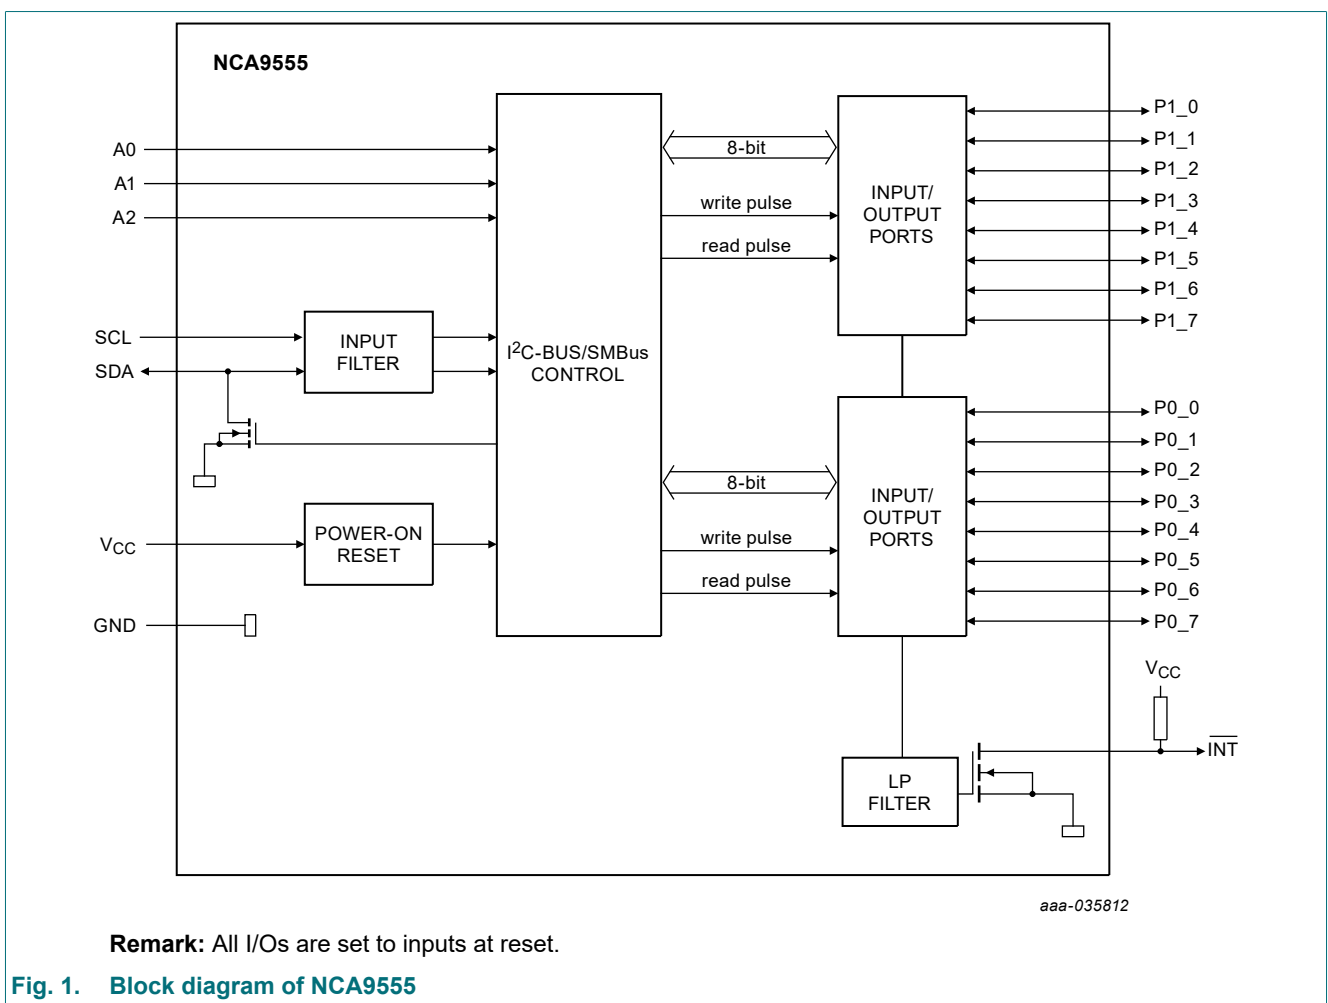 NCA9555
A0
A1
A2
SCL
SDA
VCC
GND
INPUT
FILTER
POWER-ON
RESET
I2C-BUS/SMBus
CONTROL
8-bit
write pulse
read pulse
INPUT/
OUTPUT
PORTS
P1_0
P1_1
P1_2
P1_3
P1_4
P1_5
P1_6
P1_7
8-bit
write pulse
read pulse
INPUT/
OUTPUT
PORTS
P0_0
P0_1
P0_2
P0_3
P0_4
P0_5
P0_6
P0_7
VCC
INT
LP
FILTER
aaa-035812
Remark: All I/Os are set to inputs at reset.
Fig. 1. Block diagram of NCA9555